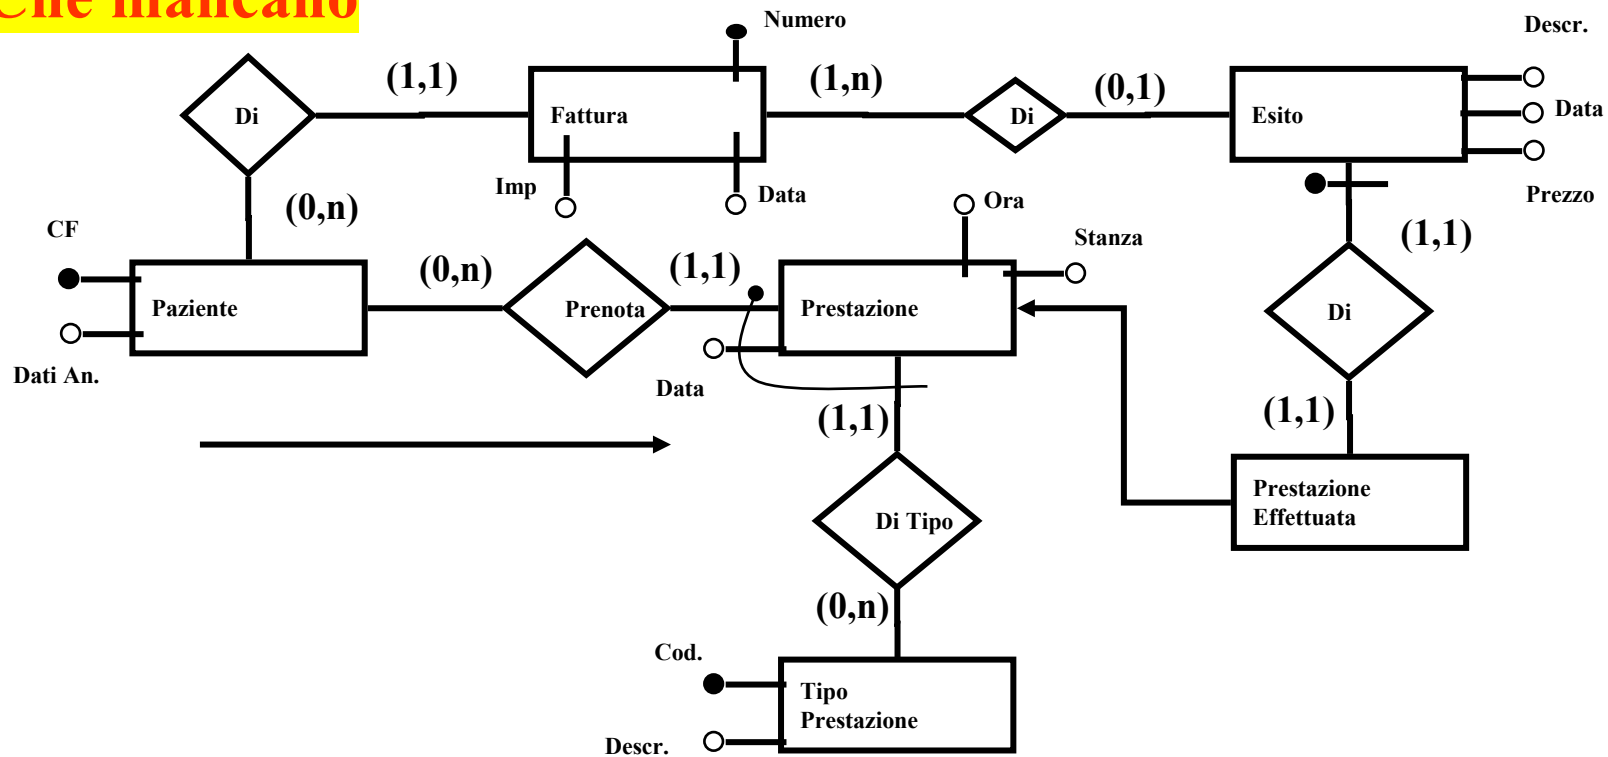 Che mancano
Numero
Descr.
(1,1)
(1,n)
(0,1)
Di
Fattura
Di
Esito
Data
Imp
Data
Prezzo
(0,n)
Ora
CF
Stanza
(1,1)
(0,n)
(1,1)
Paziente
Prenota
Prestazione
Di
Dati An.
Data
(1,1)
(1,1)
Prestazione
Effettuata
Di Tipo
(0,n)
Cod.
Tipo
Prestazione
Descr.